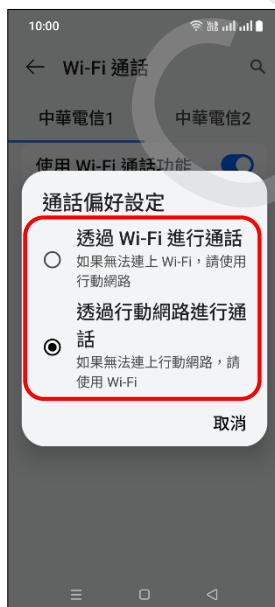 10:00
Wi-Fi 通話
中華電信1
中華電信2
使用 Wi-Fi 通話功能
通話偏好設定
透過 Wi-Fi 進行通話
如果無法連上 Wi-Fi，請使用
行動網路
透過行動網路進行通
話
如果無法連上行動網路，請
使用 Wi-Fi
取消